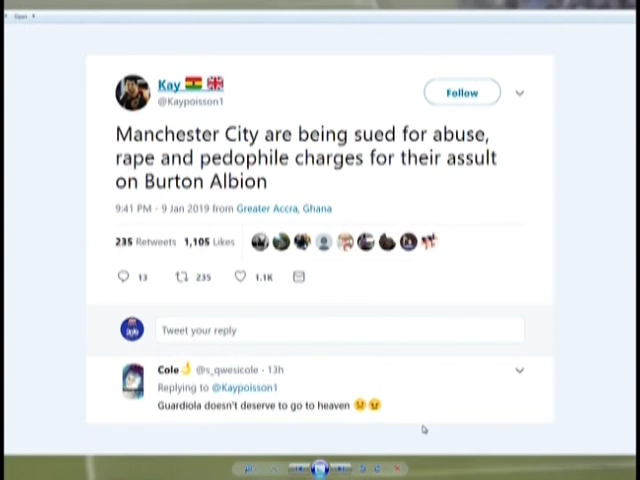 Open
Kay
@Kaypoisson1
Follow
Manchester City are being sued for abuse,
rape and pedophile charges for their assult
on Burton Albion
9:41 PM - 9 Jan 2019 from Greater Accra, Ghana
235 Retweets 1,105 Likes
13 235 1.1K
Tweet your reply
Cole @s_qwesicole · 13h
Replying to @Kaypoisson1
Guardiola doesn't deserve to go to heaven